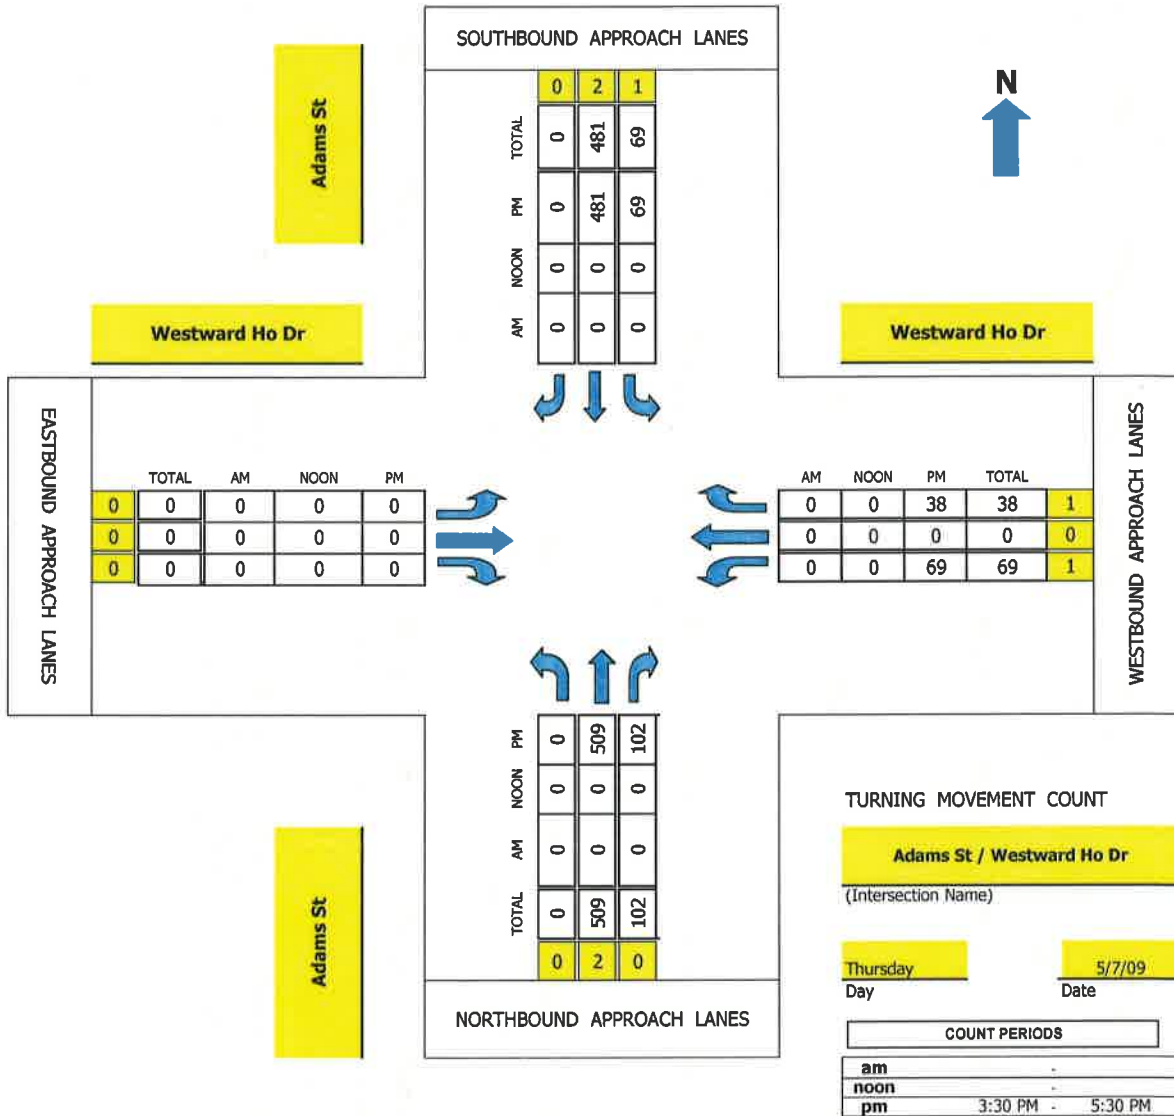 SOUTHBOUND APPROACH LANES
0 2 1
TOTAL 0 481 69
PM 0 481 69
NOON 0 0 0
AM 0 0 0
N
Adams St
Westward Ho Dr
Westward Ho Dr
EASTBOUND APPROACH LANES
TOTAL AM NOON PM
0 0 0 0 0
0 0 0 0 0
0 0 0 0 0
AM NOON PM TOTAL
0 0 38 38 1
0 0 0 0 0
0 0 69 69 1
WESTBOUND APPROACH LANES
PM 0 509 102
NOON 0 0 0
AM 0 0 0
TOTAL 0 509 102
0 2 0
NORTHBOUND APPROACH LANES
Adams St
TURNING MOVEMENT COUNT
Adams St / Westward Ho Dr
(Intersection Name)
Thursday 5/7/09
Day Date
COUNT PERIODS
am -
noon -
pm 3:30 PM - 5:30 PM